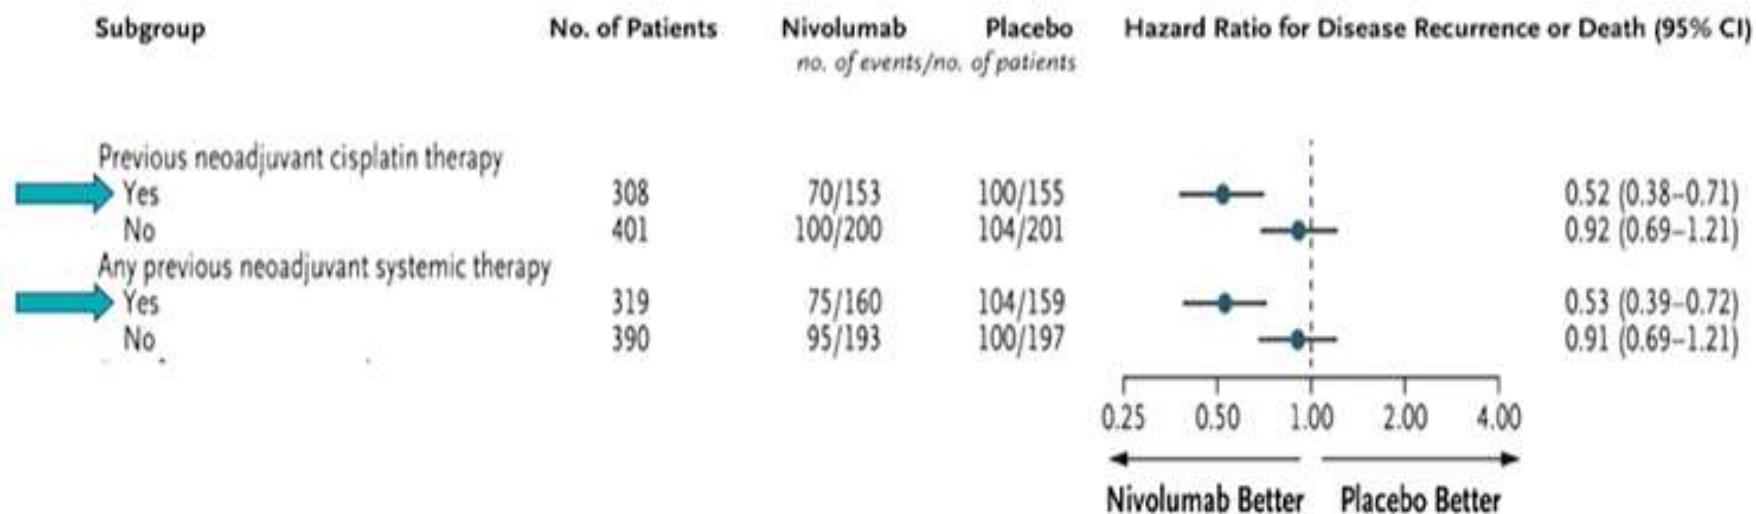 Subgroup No. of Patients Nivolumab Placebo Hazard Ratio for Disease Recurrence or Death (95% CI)
no. of events/no. of patients
Previous neoadjuvant cisplatin therapy
Yes 308 70/153 100/155 0.52 (0.38–0.71)
No 401 100/200 104/201 0.92 (0.69–1.21)
Any previous neoadjuvant systemic therapy
Yes 319 75/160 104/159 0.53 (0.39–0.72)
No 390 95/193 100/197 0.91 (0.69–1.21)
0.25 0.50 1.00 2.00 4.00
Nivolumab Better Placebo Better